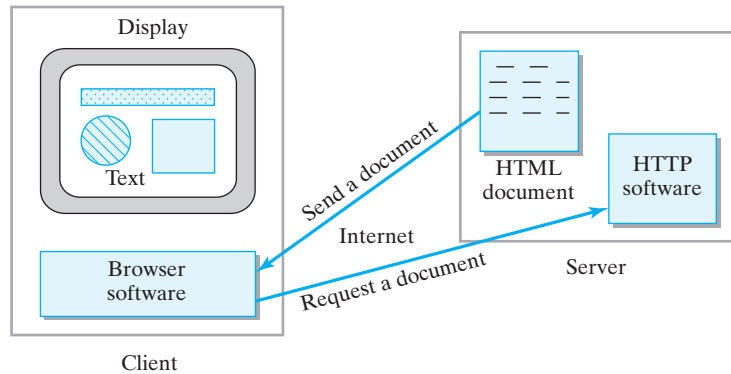 Display
Text
Browser
software
Client
Send a document
Internet
Request a document
HTML
document
HTTP
software
Server